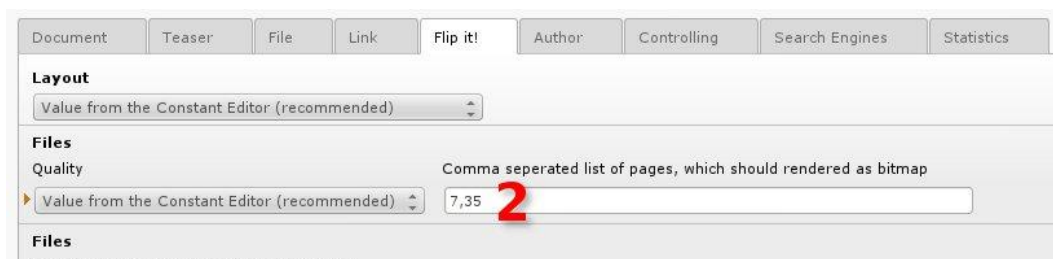 Document Teaser File Link Flip it! Author Controlling Search Engines Statistics
Layout
Value from the Constant Editor (recommended)
Files
Quality Comma seperated list of pages, which should rendered as bitmap
Value from the Constant Editor (recommended) 7,35 2
Files